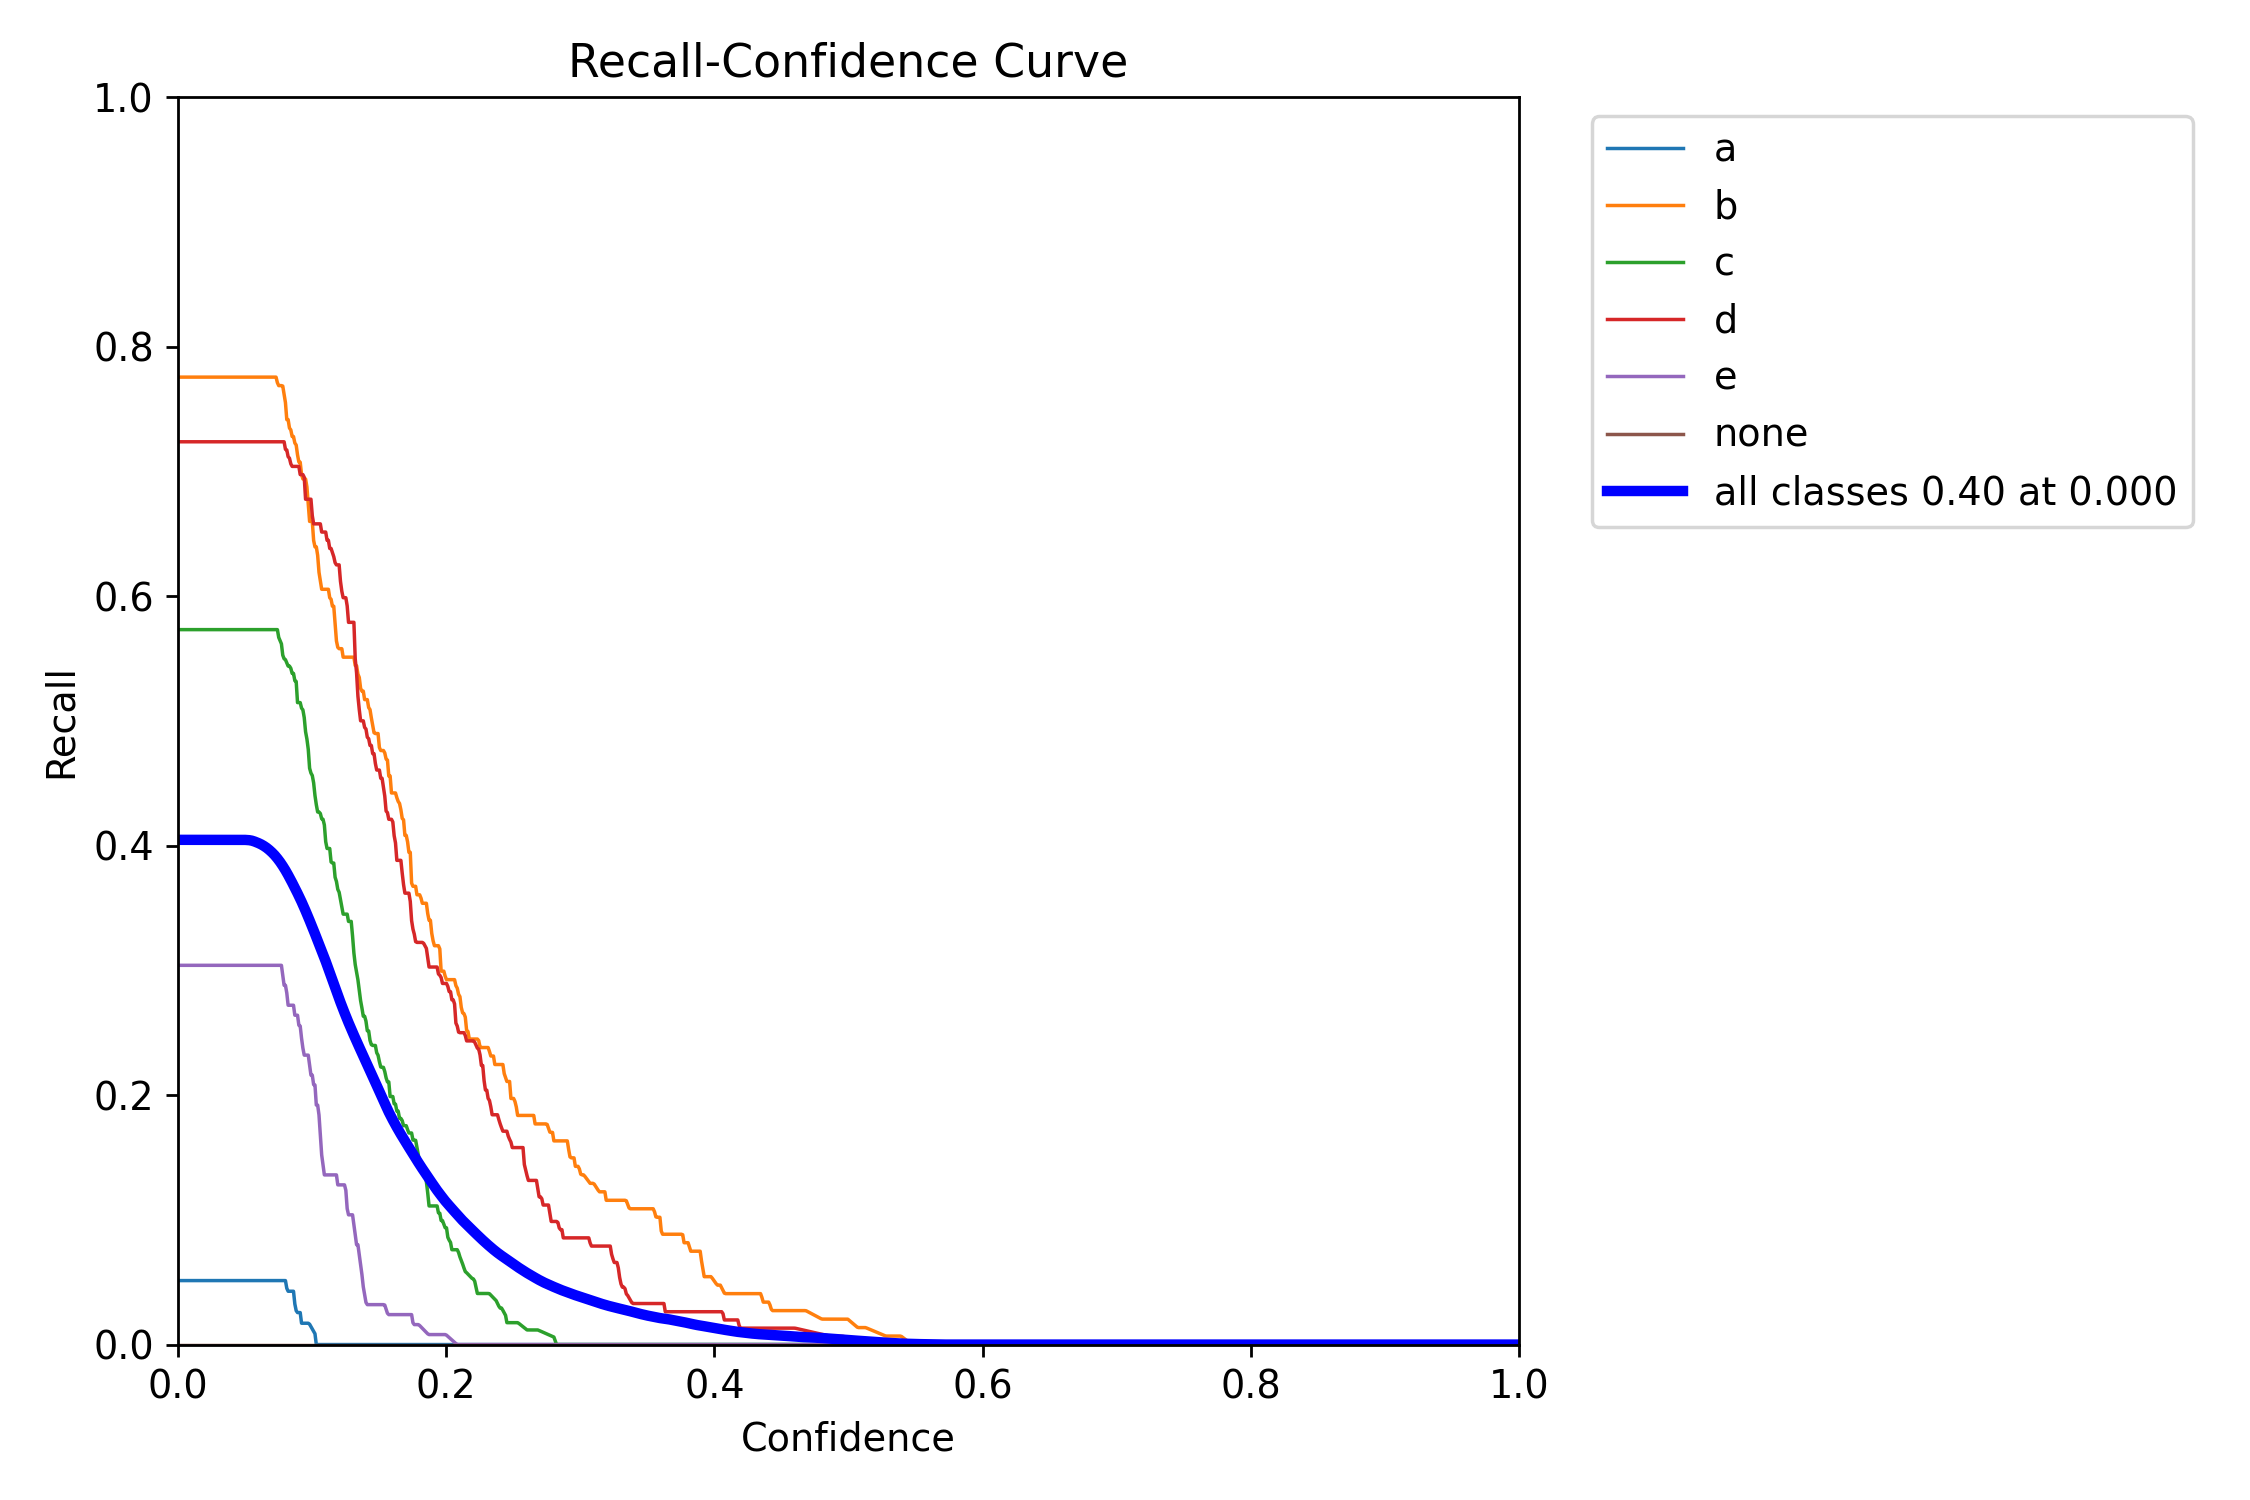 Recall-Confidence Curve
1.0
0.8
0.6
0.4
0.2
0.0
Recall
0.0 0.2 0.4 0.6 0.8 1.0
Confidence
a
b
c
d
e
none
all classes 0.40 at 0.000